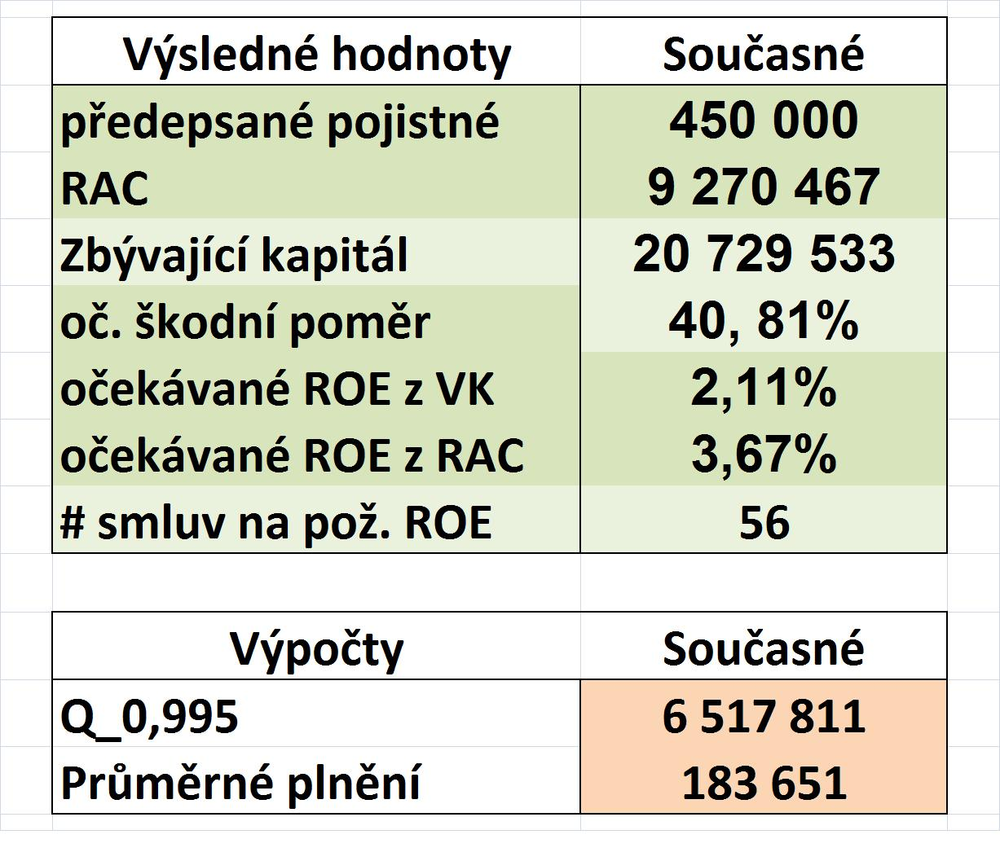 Výsledné hodnoty Současné
předepsané pojistné 450 000
RAC 9 270 467
Zbývající kapitál 20 729 533
oč. škodní poměr 40, 81%
očekávané ROE z VK 2,11%
očekávané ROE z RAC 3,67%
# smluv na pož. ROE 56
Výpočty Současné
Q_0,995 6 517 811
Průměrné plnění 183 651